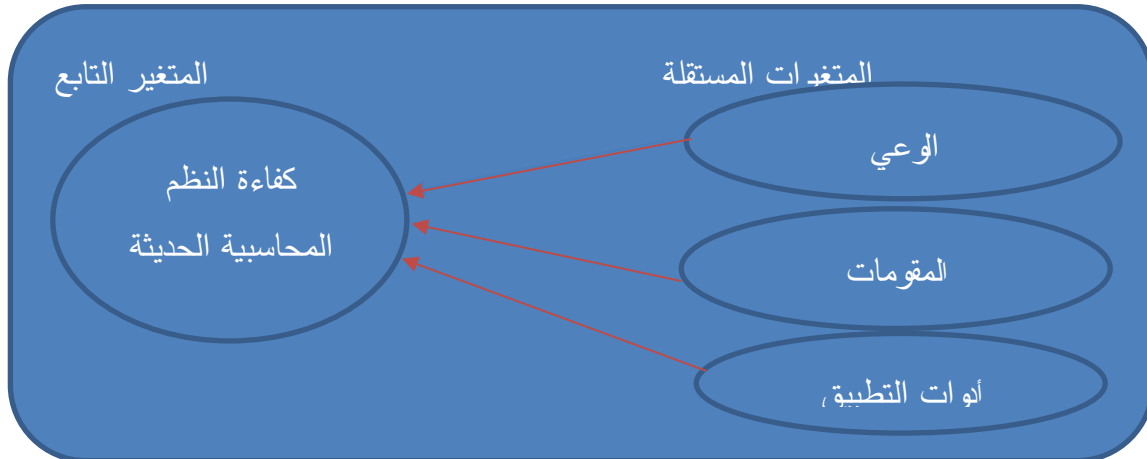 المتغيرات المستقلة
المتغير التابع
الوعي
كفاءة النظم
المحاسبية الحديثة
المقومات
أدوات التطبيق